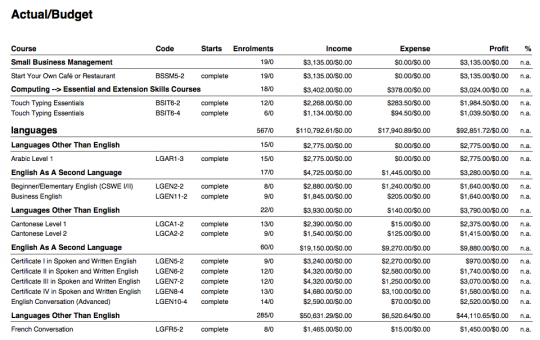 Actual/Budget
Course Code Starts Enrolments Income Expense Profit %
Small Business Management 19/0 $3,135.00/$0.00 $0.00/$0.00 $3,135.00/$0.00 n.a.
Start Your Own Café or Restaurant BSSM5-2 complete 19/0 $3,135.00/$0.00 $0.00/$0.00 $3,135.00/$0.00 n.a.
Computing --> Essential and Extension Skills Courses 18/0 $3,402.00/$0.00 $378.00/$0.00 $3,024.00/$0.00 n.a.
Touch Typing Essentials BSIT6-2 complete 12/0 $2,268.00/$0.00 $283.50/$0.00 $1,984.50/$0.00 n.a.
Touch Typing Essentials BSIT6-4 complete 6/0 $1,134.00/$0.00 $94.50/$0.00 $1,039.50/$0.00 n.a.
languages 567/0 $110,792.61/$0.00 $17,940.89/$0.00 $92,851.72/$0.00 n.a.
Languages Other Than English 15/0 $2,775.00/$0.00 $0.00/$0.00 $2,775.00/$0.00 n.a.
Arabic Level 1 LGAR1-3 complete 15/0 $2,775.00/$0.00 $0.00/$0.00 $2,775.00/$0.00 n.a.
English As A Second Language 17/0 $4,725.00/$0.00 $1,445.00/$0.00 $3,280.00/$0.00 n.a.
Beginner/Elementary English (CSWE I/II) LGEN2-2 complete 8/0 $2,880.00/$0.00 $1,240.00/$0.00 $1,640.00/$0.00 n.a.
Business English LGEN11-2 complete 9/0 $1,845.00/$0.00 $205.00/$0.00 $1,640.00/$0.00 n.a.
Languages Other Than English 22/0 $3,930.00/$0.00 $140.00/$0.00 $3,790.00/$0.00 n.a.
Cantonese Level 1 LGCA1-2 complete 13/0 $2,390.00/$0.00 $15.00/$0.00 $2,375.00/$0.00 n.a.
Cantonese Level 2 LGCA2-2 complete 9/0 $1,540.00/$0.00 $125.00/$0.00 $1,415.00/$0.00 n.a.
English As A Second Language 60/0 $19,150.00/$0.00 $9,270.00/$0.00 $9,880.00/$0.00 n.a.
Certificate I in Spoken and Written English LGEN5-2 complete 9/0 $3,240.00/$0.00 $2,270.00/$0.00 $970.00/$0.00 n.a.
Certificate II in Spoken and Written English LGEN6-2 complete 12/0 $4,320.00/$0.00 $2,580.00/$0.00 $1,740.00/$0.00 n.a.
Certificate III in Spoken and Written English LGEN7-2 complete 12/0 $4,320.00/$0.00 $1,250.00/$0.00 $3,070.00/$0.00 n.a.
Certificate IV in Spoken and Written English LGEN8-4 complete 13/0 $4,680.00/$0.00 $3,100.00/$0.00 $1,580.00/$0.00 n.a.
English Conversation (Advanced) LGEN10-4 complete 14/0 $2,590.00/$0.00 $70.00/$0.00 $2,520.00/$0.00 n.a.
Languages Other Than English 285/0 $50,631.29/$0.00 $6,520.64/$0.00 $44,110.65/$0.00 n.a.
French Conversation LGFR5-2 complete 8/0 $1,465.00/$0.00 $15.00/$0.00 $1,450.00/$0.00 n.a.